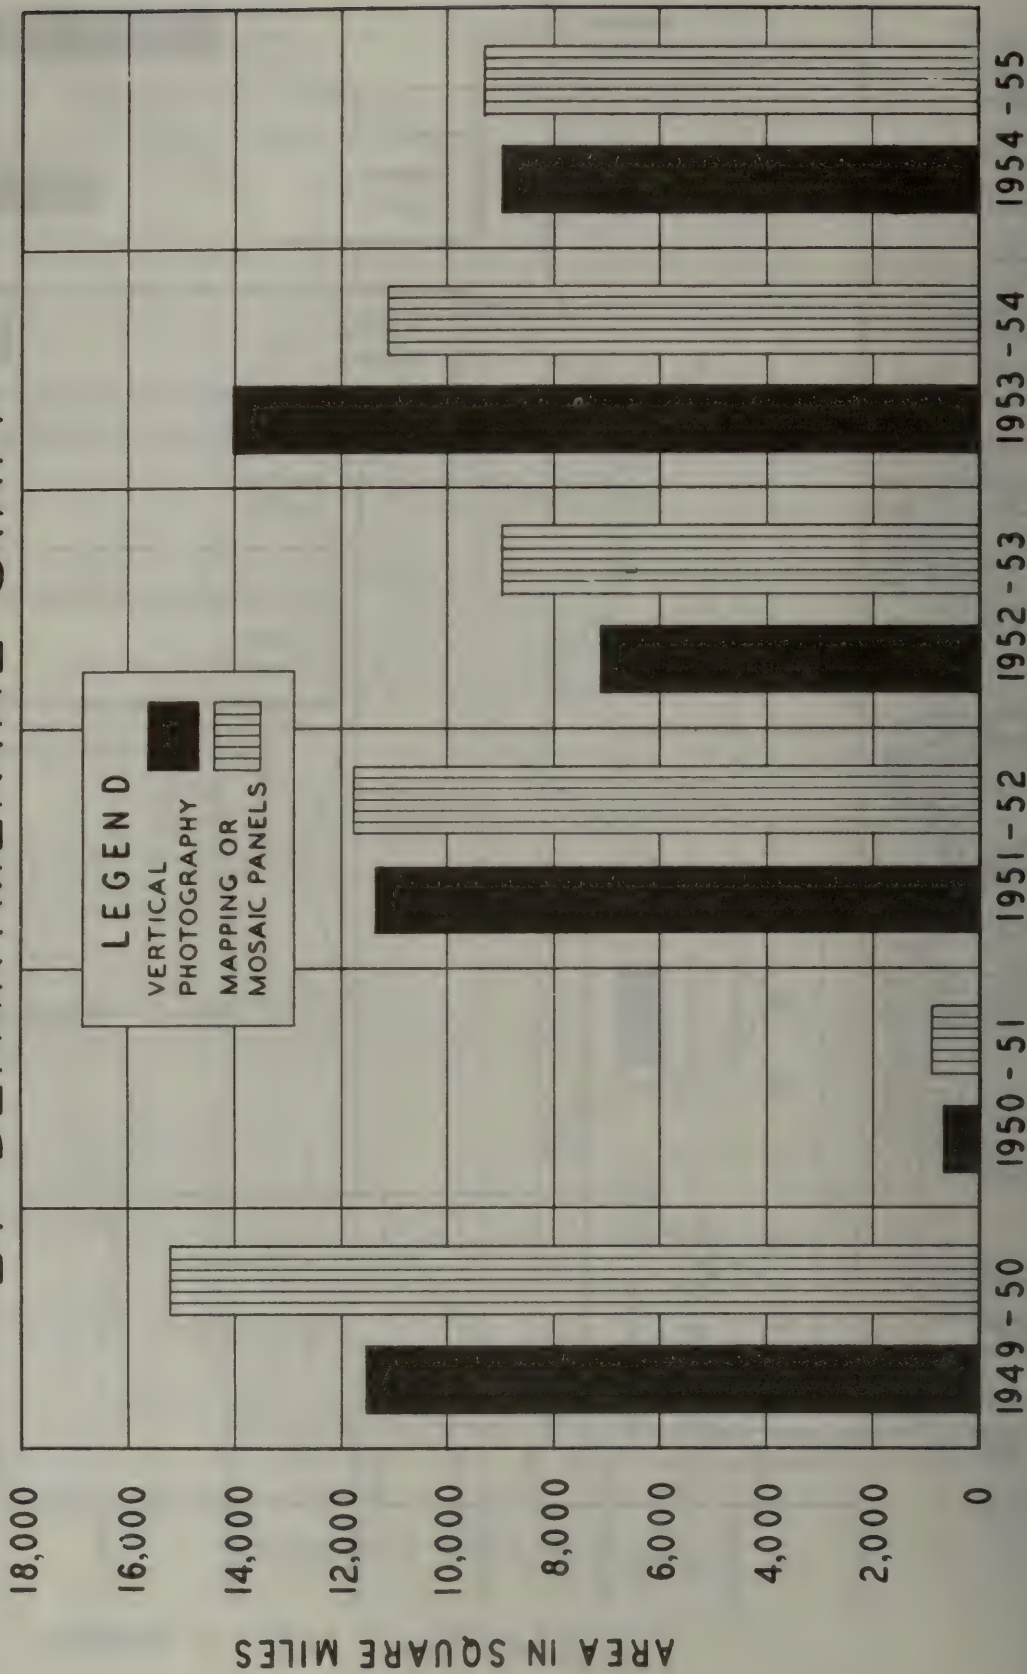 18,000
16,000
14,000
12,000
10,000
8,000
6,000
4,000
2,000
0
AREA IN SQUARE MILES
LEGEND
VERTICAL
PHOTOGRAPHY
MAPPING OR
MOSAIC PANELS
1949 - 50
1950 - 51
1951 - 52
1952 - 53
1953 - 54
1954 - 55